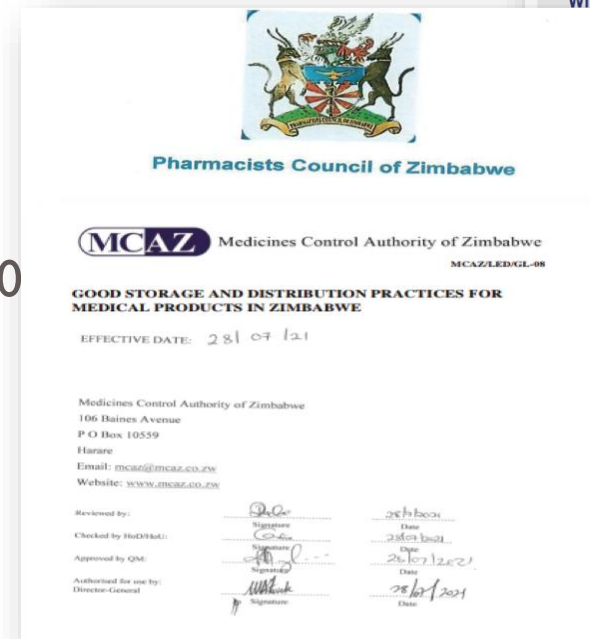 Pharmacists Council of Zimbabwe
MCAZ Medicines Control Authority of Zimbabwe
MCAZ/LED/GL-08
GOOD STORAGE AND DISTRIBUTION PRACTICES FOR
MEDICAL PRODUCTS IN ZIMBABWE
EFFECTIVE DATE: 28/07/21
Medicines Control Authority of Zimbabwe
106 Baines Avenue
P O Box 10559
Harare
Email: mcaz@mcaz.co.zw
Website: www.mcaz.co.zw
Reviewed by:
Signature Date
Checked by HoD/HoU:
Signature Date
Approved by QM: 28/07/2021
Signature Date
Authorised for use by:
Director-General 28/07/2021
Signature Date